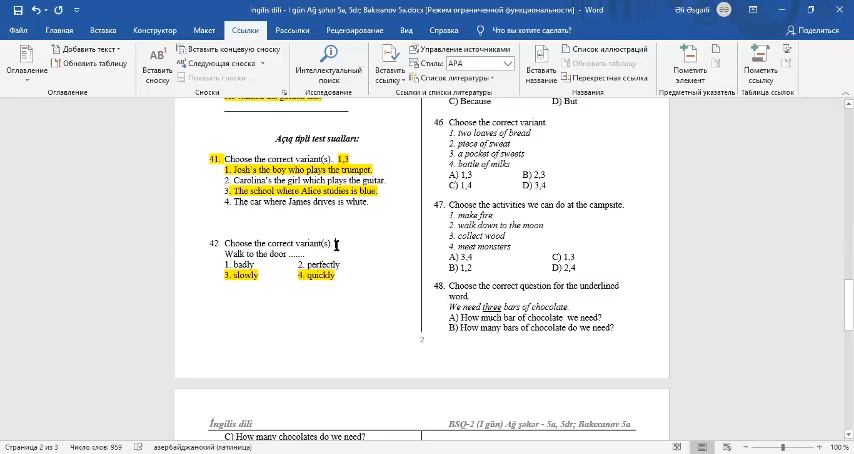 İngilis dili - I gün Ağ şəhər 5a, 5dr; Bakıxanov 5a.docx [Режим ограниченной функциональности] - Word
Əli Əsgərli
ƏƏ
Файл Вставка Конструктор Макет Ссылки Рассылки Рецензирование Вид Справка Что вы хотите сделать? Поделиться
Оглавление
Добавить текст
Обновить таблицу
Оглавление
AB¹
Вставить сноску
Вставить концевую сноску
Следующая сноска
Показать сноски
Сноски
Интеллектуальный поиск
Исследование
Вставить ссылку
Управление источниками
Стиль: APA
Список литературы
Ссылки и списки литературы
Вставить название
Список иллюстраций
Обновить таблицу
Перекрестная ссылка
Названия
Пометить элемент
Предметный указатель
Пометить ссылку
Таблица ссылок
Açıq tipli test sualları:
41. Choose the correct variant(s). 1,3
1. Josh's the boy who plays the trumpet.
2. Carolina's the girl which plays the guitar.
3. The school where Alice studies is blue.
4. The car where James drives is white.
42. Choose the correct variant(s).
Walk to the door .......
1. badly 2. perfectly
3. slowly 4. quickly
C) Because D) But
46. Choose the correct variant.
1. two loaves of bread
2. piece of sweat
3. a pocket of sweets
4. bottle of milks
A) 1,3 B) 2,3
C) 1,4 D) 3,4
47. Choose the activities we can do at the campsite.
1. make fire
2. walk down to the moon
3. collect wood
4. meet monsters
A) 3,4 C) 1,3
B) 1,2 D) 2,4
48. Choose the correct question for the underlined
word.
We need three bars of chocolate.
A) How much bar of chocolate we need?
B) How many bars of chocolate do we need?
2
İngilis dili BSQ-2 (I gün) Ağ şəhər - 5a, 5dr; Bakıxanov 5a
C) How many chocolates do we need?
Страница 2 из 3 Число слов: 959 азербайджанский (латиница) 100 %